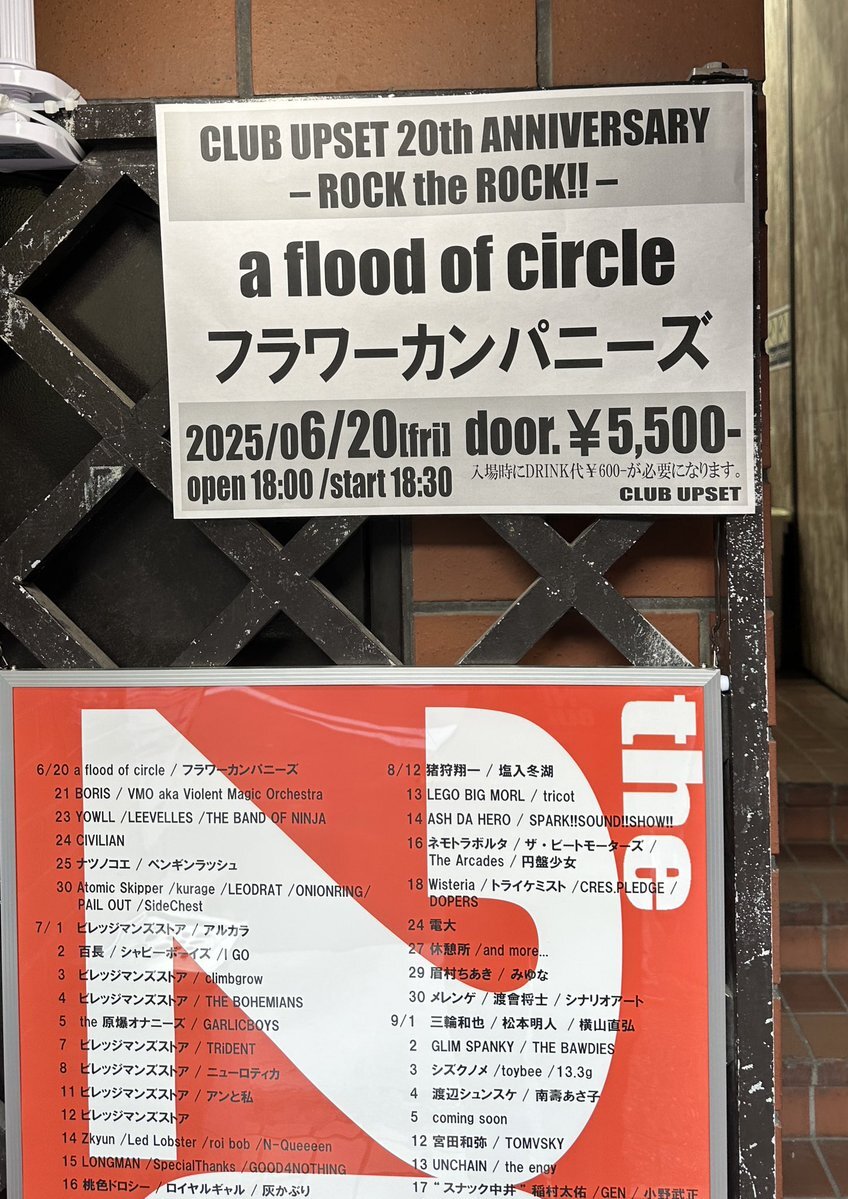 CLUB UPSET 20th ANNIVERSARY
– ROCK the ROCK!! –
a flood of circle
フラワーカンパニーズ
2025/06/20[fri] door. ￥5,500-
open 18:00 /start 18:30
入場時にDRINK代￥600-が必要になります。
CLUB UPSET
the
6/20 a flood of circle / フラワーカンパニーズ
21 BORIS / VMO aka Violent Magic Orchestra
23 YOWLL /LEEVELLES /THE BAND OF NINJA
24 CIVILIAN
25 ナツノコエ / ペンギンラッシュ
30 Atomic Skipper /kurage /LEODRAT /ONIONRING/
PAIL OUT /SideChest
7/ 1 ビレッジマンズストア / アルカラ
2 百長 / シャビーボーイズ /I GO
3 ビレッジマンズストア / climbgrow
4 ビレッジマンズストア / THE BOHEMIANS
5 the 原爆オナニーズ / GARLICBOYS
7 ビレッジマンズストア / TRiDENT
8 ビレッジマンズストア / ニューロティカ
11 ビレッジマンズストア / アンと私
12 ビレッジマンズストア
14 Zkyun /Led Lobster /roi bob /N-Queeeen
15 LONGMAN /SpecialThanks /GOOD4NOTHING
16 桃色ドロシー / ロイヤルギャル / 灰かぶり
8/12 猪狩翔一 / 塩入冬湖
13 LEGO BIG MORL / tricot
14 ASH DA HERO / SPARK!!SOUND!!SHOW!!
16 ネモトラボルタ / ザ・ビートモーターズ /
The Arcades / 円盤少女
18 Wisteria / トライケミスト /CRES.PLEDGE /
DOPERS
24 電大
27 休憩所 /and more...
29 眉村ちあき / みゆな
30 メレンゲ / 渡會将士 / シナリオアート
9/1 三輪和也 / 松本明人 / 横山直弘
2 GLIM SPANKY / THE BAWDIES
3 シズクノメ /toybee /13.3g
4 渡辺シュンスケ / 南壽あさ子
5 coming soon
12 宮田和弥 / TOMVSKY
13 UNCHAIN / the engy
17 “ スナック中井 ” 稲村太佑 /GEN / 小野武正